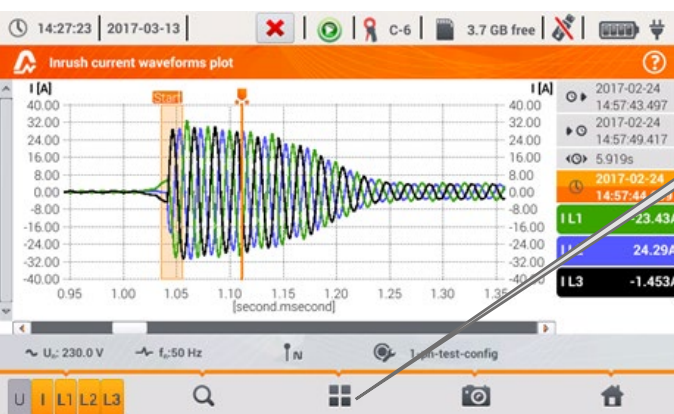 14:27:23 2017-03-13 C-6 3.7 GB free
Inrush current waveforms plot ?
I [A] I [A]
40.00 40.00
32.00 32.00
24.00 24.00
16.00 16.00
8.00 8.00
0.00 0.00
-8.00 -8.00
-16.00 -16.00
-24.00 -24.00
-32.00 -32.00
-40.00 -40.00
Start
0.95 1.00 1.05 1.10 1.15 1.20 1.25 1.30 1.35
[second.msecond]
2017-02-24
14:57:43.497
2017-02-24
14:57:49.417
5.919s
2017-02-24
I L1 -23.43A
24.29A
I L3 -1.453A
Un: 230.0 V fn:50 Hz N
U I L1 L2 L3